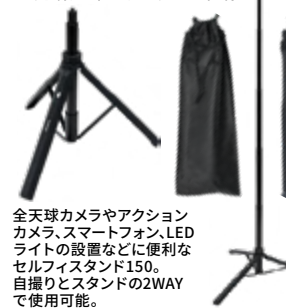 全天球カメラやアクション
カメラ、スマートフォン、LED
ライトの設置などに便利な
セルフィスタンド150。
自撮りとスタンドの2WAY
で使用可能。